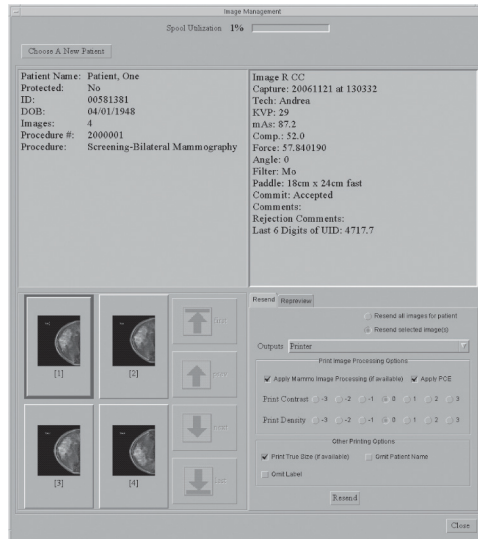 Image Management
Spool Utilization 1%
Choose A New Patient
Patient Name: Patient, One
Protected: No
ID: 00581381
DOB: 04/01/1948
Images: 4
Procedure #: 2000001
Procedure: Screening-Bilateral Mammography
Image R CC
Capture: 20061121 at 130332
Tech: Andrea
KVP: 29
mAs: 87.2
Comp.: 52.0
Force: 57.840190
Angle: 0
Filter: Mo
Paddle: 18cm x 24cm fast
Commit: Accepted
Comments:
Rejection Comments:
Last 6 Digits of UID: 4717.7
[1]
[2]
[3]
[4]
Resend
Repreview
Resend all images for patient
Resend selected image(s)
Outputs Printer
Print Image Processing Options
Apply Mammo Image Processing (if available) Apply PCE
Print Contrast -3 -2 -1 0 1 2 3
Print Density -3 -2 -1 0 1 2 3
Other Printing Options
Print True Size (if available) Omit Patient Name
Omit Label
Resend
Close